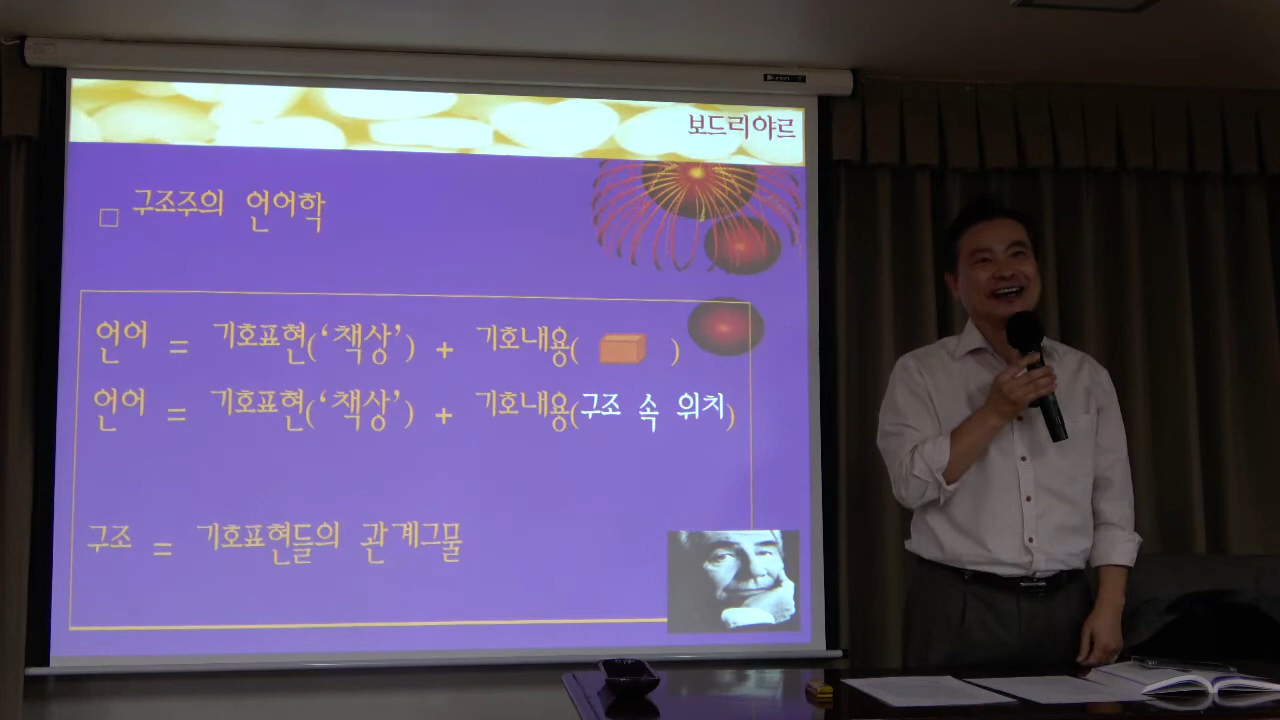 보드리야르
구조주의 언어학
언어 = 기호표현(‘책상’) + 기호내용( )
언어 = 기호표현(‘책상’) + 기호내용(구조 속 위치)
구조 = 기호표현들의 관계그물